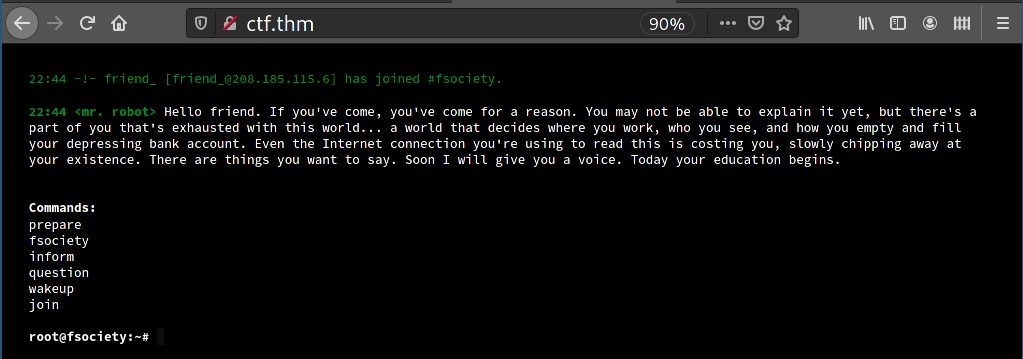 ctf.thm
90%
22:44 -!- friend_ [friend_@208.185.115.6] has joined #fsociety.
22:44 <mr. robot> Hello friend. If you've come, you've come for a reason. You may not be able to explain it yet, but there's a
part of you that's exhausted with this world... a world that decides where you work, who you see, and how you empty and fill
your depressing bank account. Even the Internet connection you're using to read this is costing you, slowly chipping away at
your existence. There are things you want to say. Soon I will give you a voice. Today your education begins.
Commands:
prepare
fsociety
inform
question
wakeup
join
root@fsociety:~#